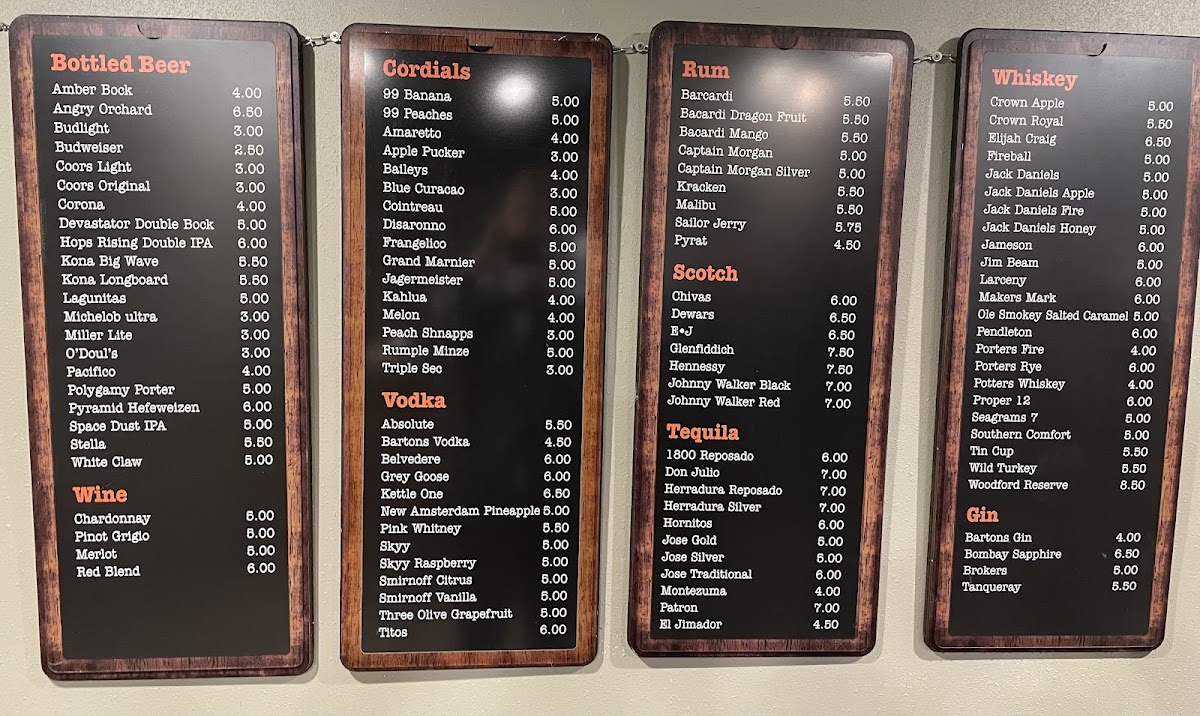 Bottled Beer
Amber Bock 4.00
Angry Orchard 6.50
Budlight 3.00
Budweiser 2.50
Coors Light 3.00
Coors Original 3.00
Corona 4.00
Devastator Double Bock 5.00
Hops Rising Double IPA 6.00
Kona Big Wave 5.50
Kona Longboard 5.50
Lagunitas 5.00
Michelob ultra 3.00
Miller Lite 3.00
O'Doul's 3.00
Pacifico 4.00
Polygamy Porter 5.00
Pyramid Hefeweizen 6.00
Space Dust IPA 5.00
Stella 5.50
White Claw 5.00
Wine
Chardonnay 5.00
Pinot Grigio 5.00
Merlot 5.00
Red Blend 6.00
Cordials
99 Banana 5.00
99 Peaches 5.00
Amaretto 4.00
Apple Pucker 3.00
Baileys 4.00
Blue Curacao 3.00
Cointreau 5.00
Disaronno 6.00
Frangelico 5.00
Grand Marnier 5.00
Jagermeister 5.00
Kahlua 4.00
Melon 4.00
Peach Shnapps 3.00
Rumple Minze 5.00
Triple Sec 3.00
Vodka
Absolute 5.50
Bartons Vodka 4.50
Belvedere 6.00
Grey Goose 6.00
Kettle One 6.50
New Amsterdam Pineapple 5.00
Pink Whitney 5.50
Skyy 5.00
Skyy Raspberry 5.00
Smirnoff Citrus 5.00
Smirnoff Vanilla 5.00
Three Olive Grapefruit 5.00
Titos 6.00
Rum
Barcardi 5.50
Bacardi Dragon Fruit 5.50
Bacardi Mango 5.50
Captain Morgan 5.00
Captain Morgan Silver 5.00
Kracken 5.50
Malibu 5.50
Sailor Jerry 5.75
Pyrat 4.50
Scotch
Chivas 6.00
Dewars 6.50
E•J 6.50
Glenfiddich 7.50
Hennessy 7.50
Johnny Walker Black 7.00
Johnny Walker Red 7.00
Tequila
1800 Reposado 6.00
Don Julio 7.00
Herradura Reposado 7.00
Herradura Silver 7.00
Hornitos 6.00
Jose Gold 5.00
Jose Silver 5.00
Jose Traditional 6.00
Montezuma 4.00
Patron 7.00
El Jimador 4.50
Whiskey
Crown Apple 5.00
Crown Royal 5.50
Elijah Craig 6.50
Fireball 5.00
Jack Daniels 5.00
Jack Daniels Apple 5.00
Jack Daniels Fire 5.00
Jack Daniels Honey 5.00
Jameson 6.00
Jim Beam 5.00
Larceny 6.00
Makers Mark 6.00
Ole Smokey Salted Caramel 5.00
Pendleton 6.00
Porters Fire 4.00
Porters Rye 6.00
Potters Whiskey 4.00
Proper 12 6.00
Seagrams 7 5.00
Southern Comfort 5.00
Tin Cup 5.50
Wild Turkey 5.50
Woodford Reserve 8.50
Gin
Bartons Gin 4.00
Bombay Sapphire 6.50
Brokers 5.00
Tanqueray 5.50